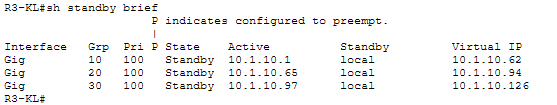 R3-KL#sh standby brief
P indicates configured to preempt.
|
Interface Grp Pri P State Active Standby Virtual IP
Gig 10 100 Standby 10.1.10.1 local 10.1.10.62
Gig 20 100 Standby 10.1.10.65 local 10.1.10.94
Gig 30 100 Standby 10.1.10.97 local 10.1.10.126
R3-KL#